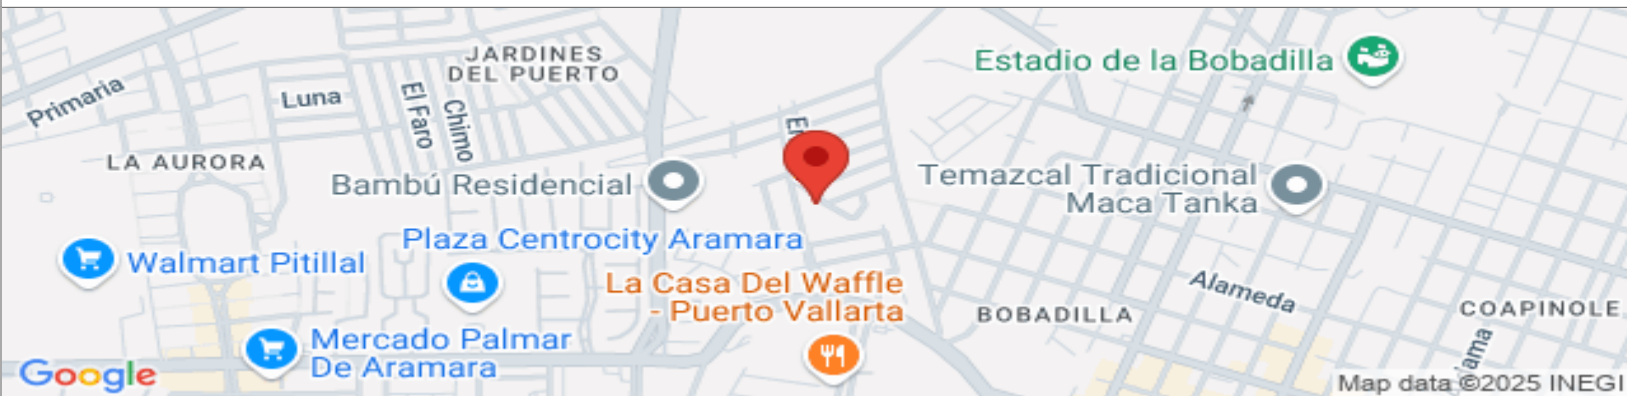 JARDINES
DEL PUERTO
Estadio de la Bobadilla
Primaria
Luna
El Faro
Chimo
LA AURORA
Bambú Residencial
Temazcal Tradicional
Maca Tanka
Plaza Centrocity Aramara
Walmart Pitillal
La Casa Del Waffle
- Puerto Vallarta
Alameda
BOBADILLA
COAPINOLE
Mercado Palmar
De Aramara
Google
Map data ©2025 INEGI